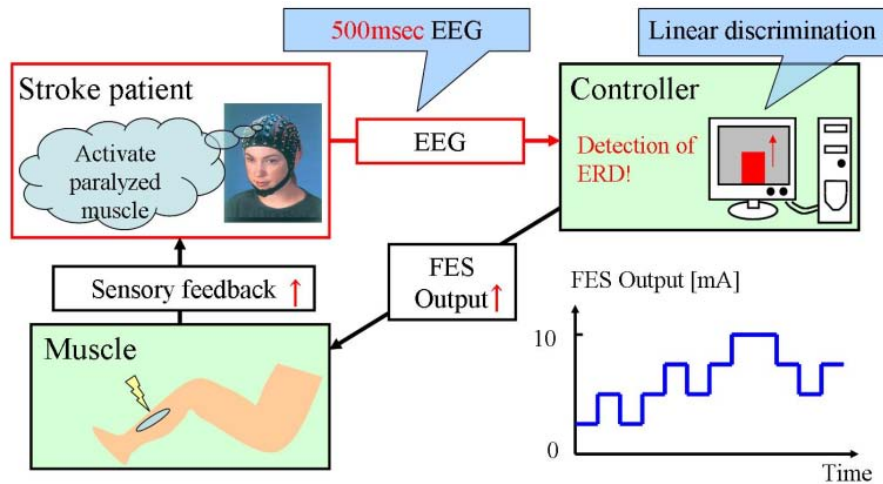 500msec EEG
Linear discrimination
Stroke patient
Activate
paralyzed
muscle
EEG
Controller
Detection of
ERD!
Sensory feedback ↑
FES
Output↑
Muscle
FES Output [mA]
10
0
Time